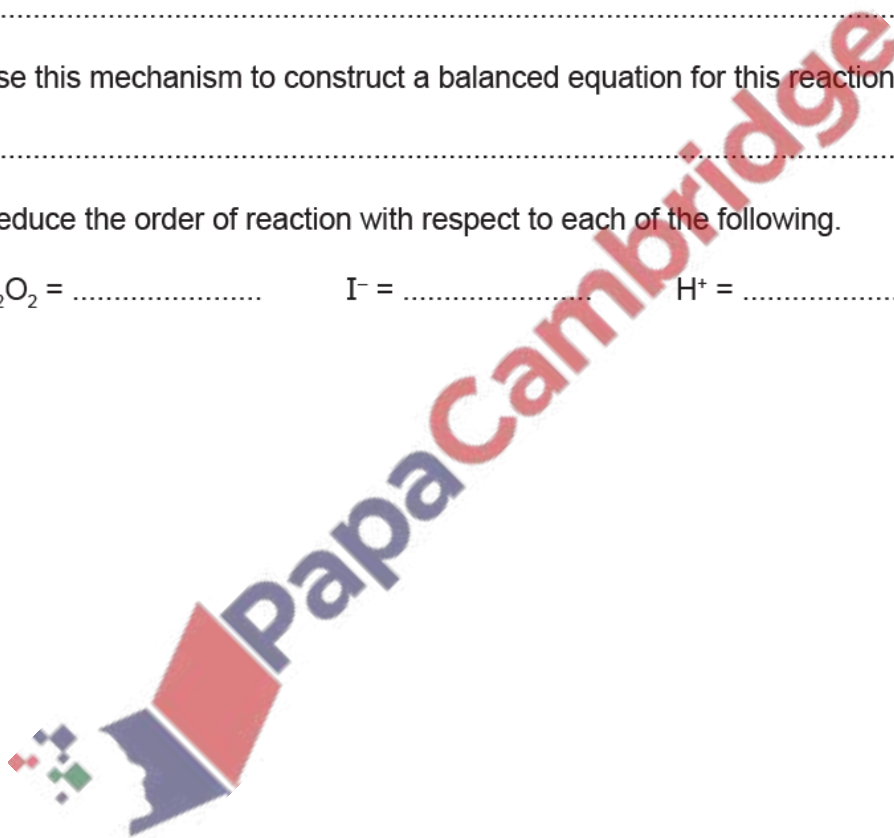 se this mechanism to construct a balanced equation for this reaction
educe the order of reaction with respect to each of the following.
₂O₂ = ...................... I⁻ = ...................... H⁺ = ..................
PapaCambridge